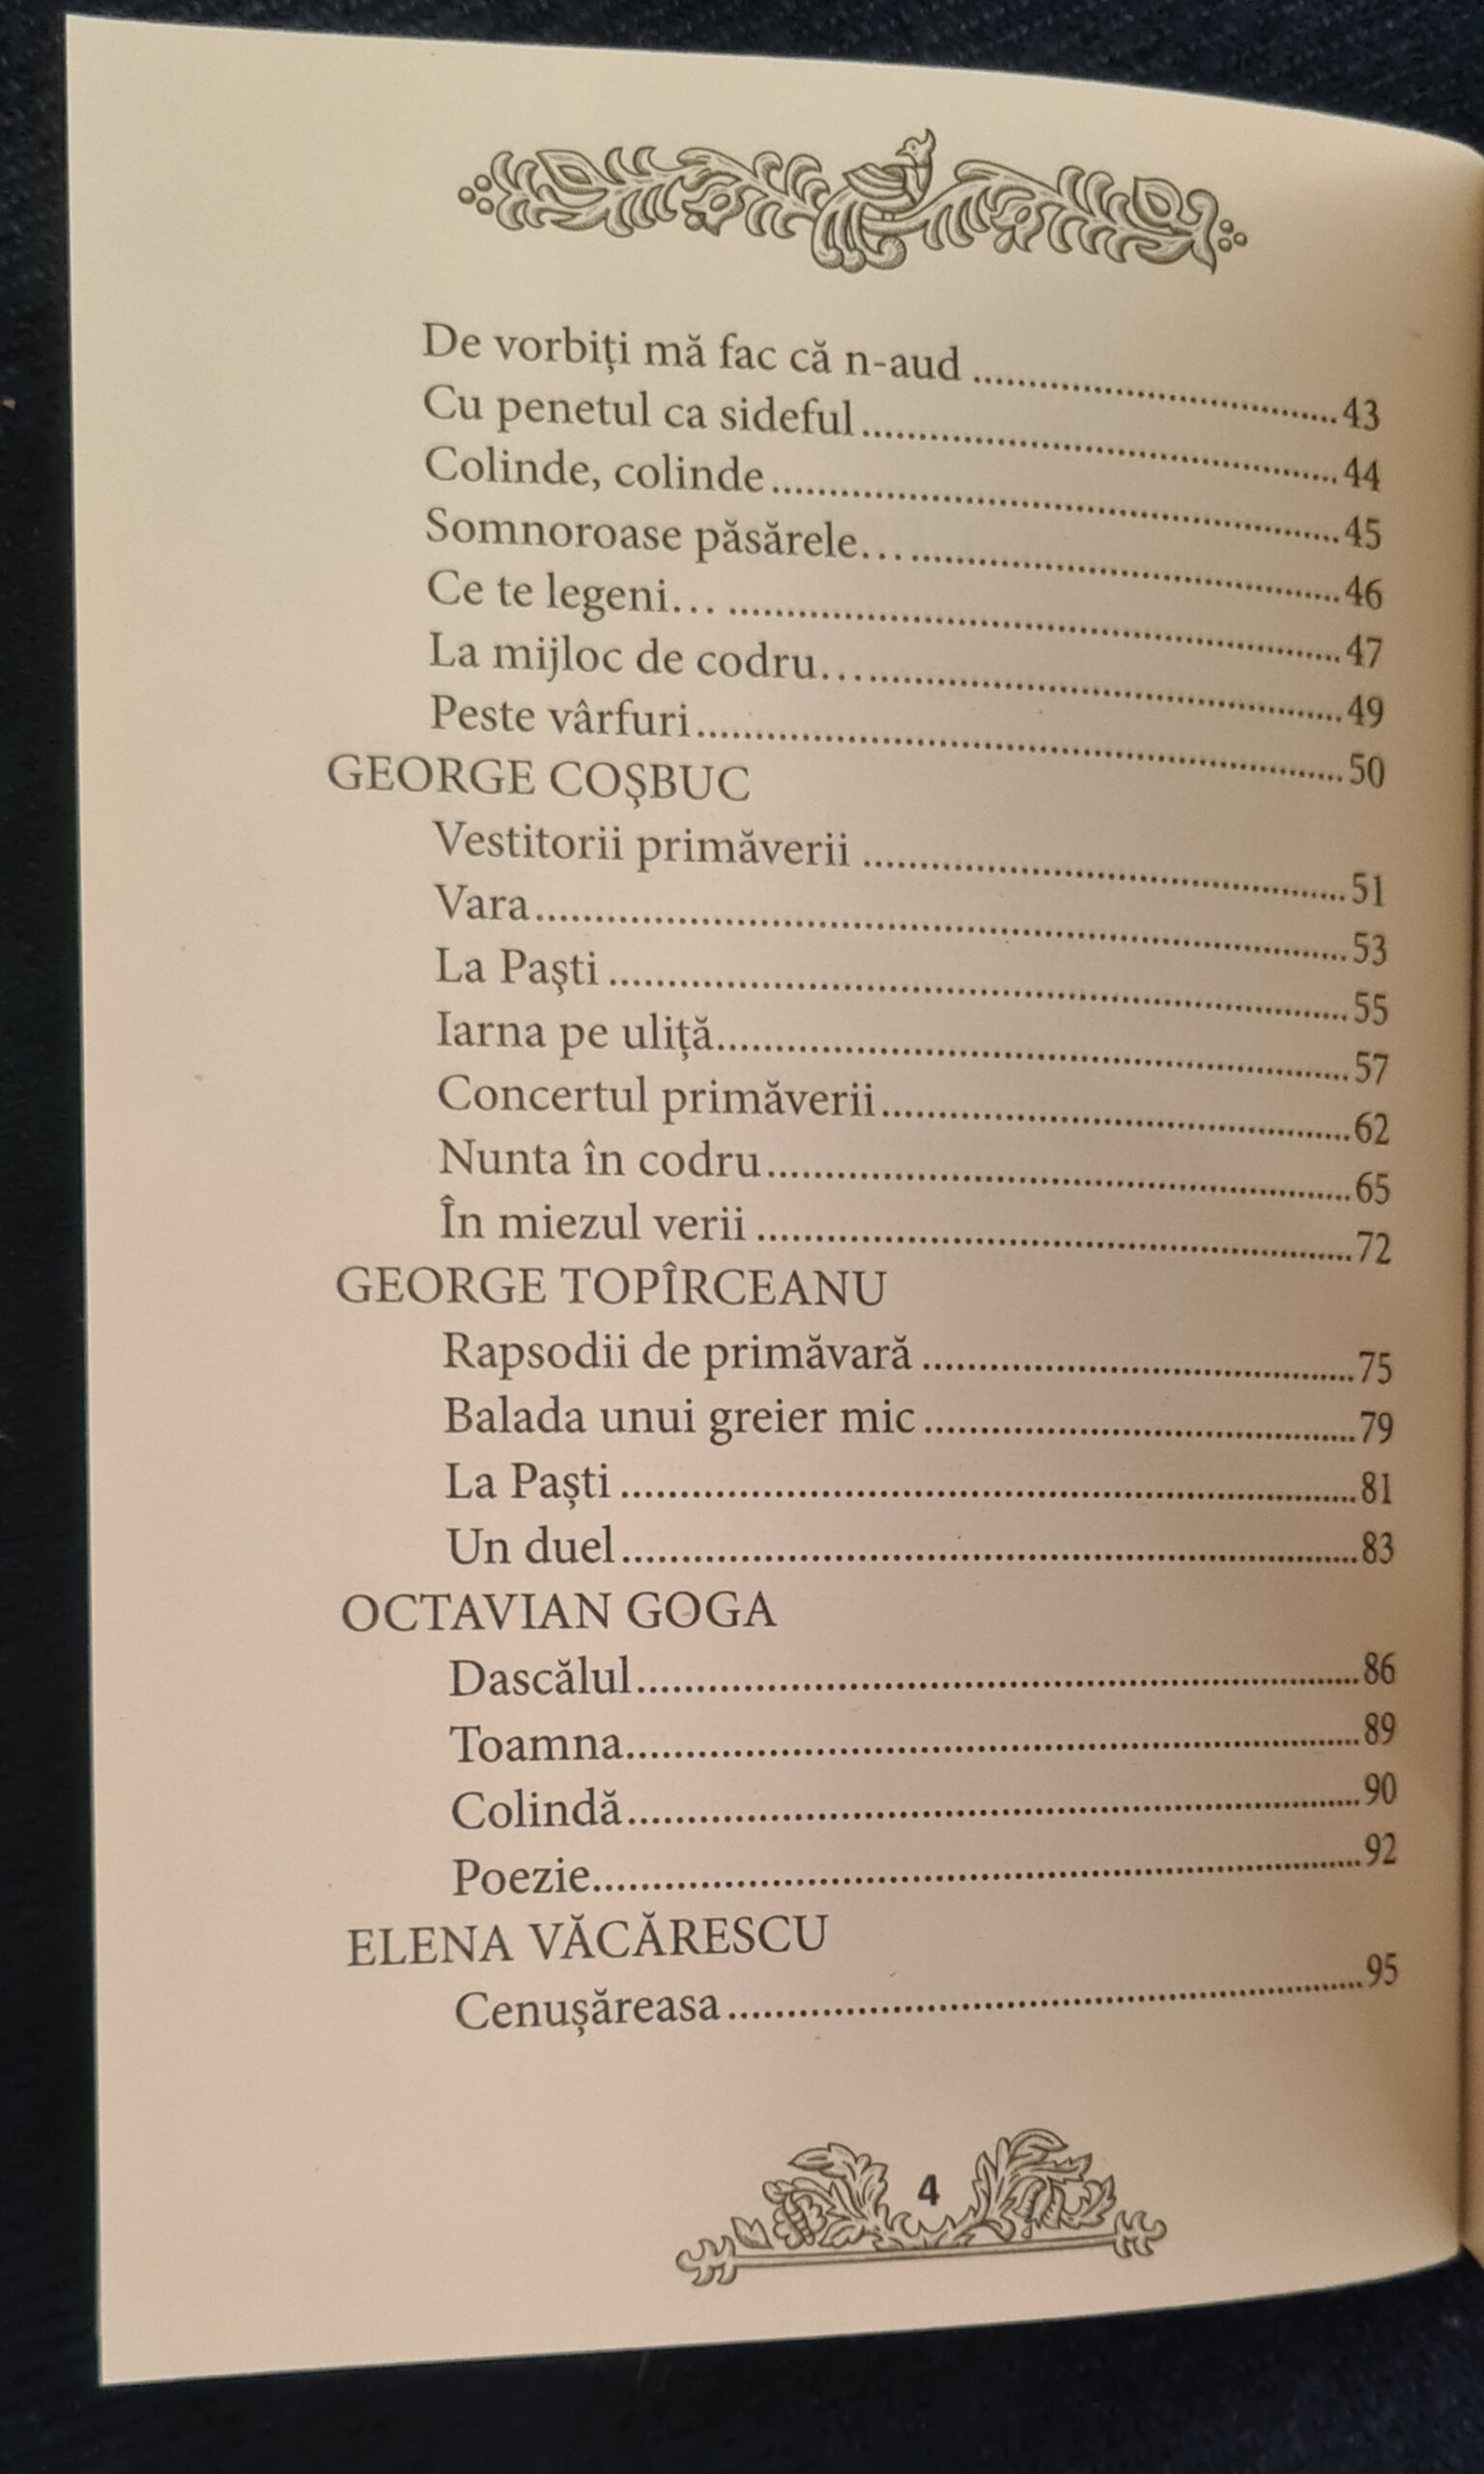 De vorbiți mă fac că n-aud ........................................43
Cu penetul ca sideful........................................44
Colinde, colinde........................................45
Somnoroase păsărele... ........................................46
Ce te legeni... ........................................47
La mijloc de codru... ........................................49
Peste vârfuri........................................50
GEORGE COŞBUC
Vestitorii primăverii ........................................51
Vara........................................53
La Paşti ........................................55
Iarna pe uliță........................................57
Concertul primăverii........................................62
Nunta în codru........................................65
În miezul verii ........................................72
GEORGE TOPÎRCEANU
Rapsodii de primăvară ........................................75
Balada unui greier mic ........................................79
La Paști ........................................81
Un duel ........................................83
OCTAVIAN GOGA
Dascălul........................................86
Toamna........................................89
Colindă........................................90
Poezie........................................92
ELENA VĂCĂRESCU
Cenușăreasa ........................................95
4